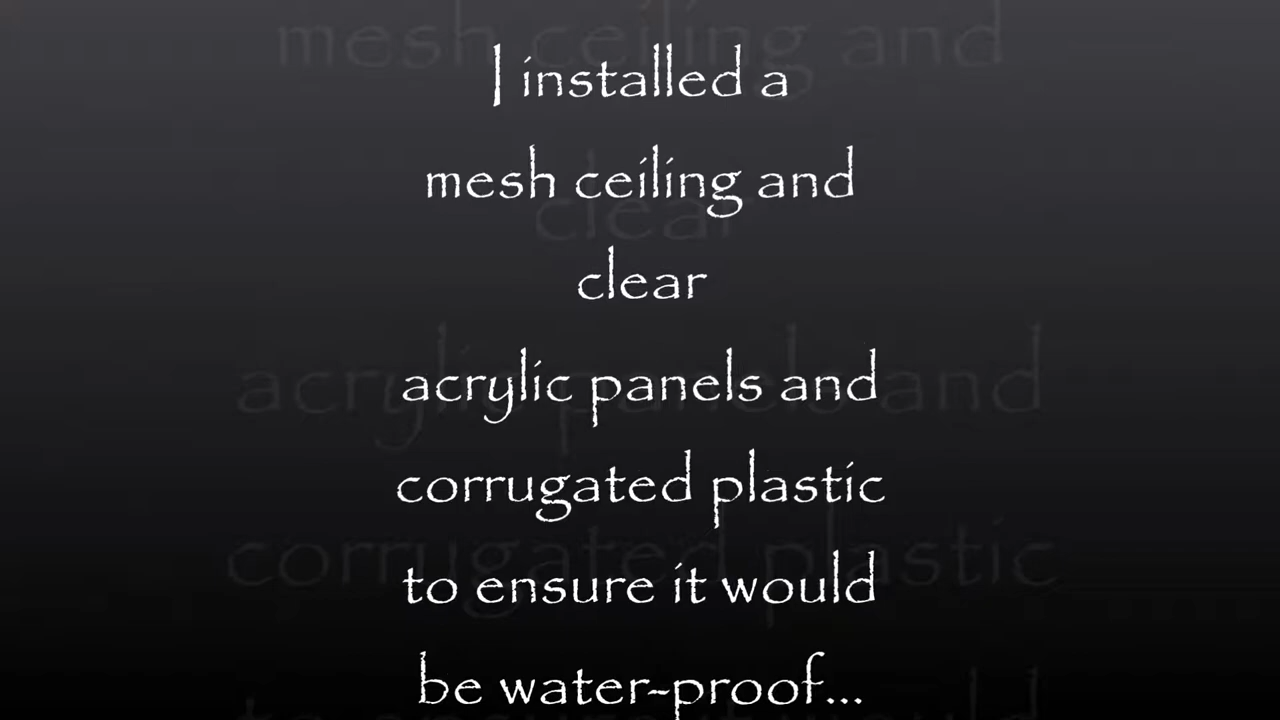 I installed a
mesh ceiling and
clear
acrylic panels and
corrugated plastic
to ensure it would
be water-proof...